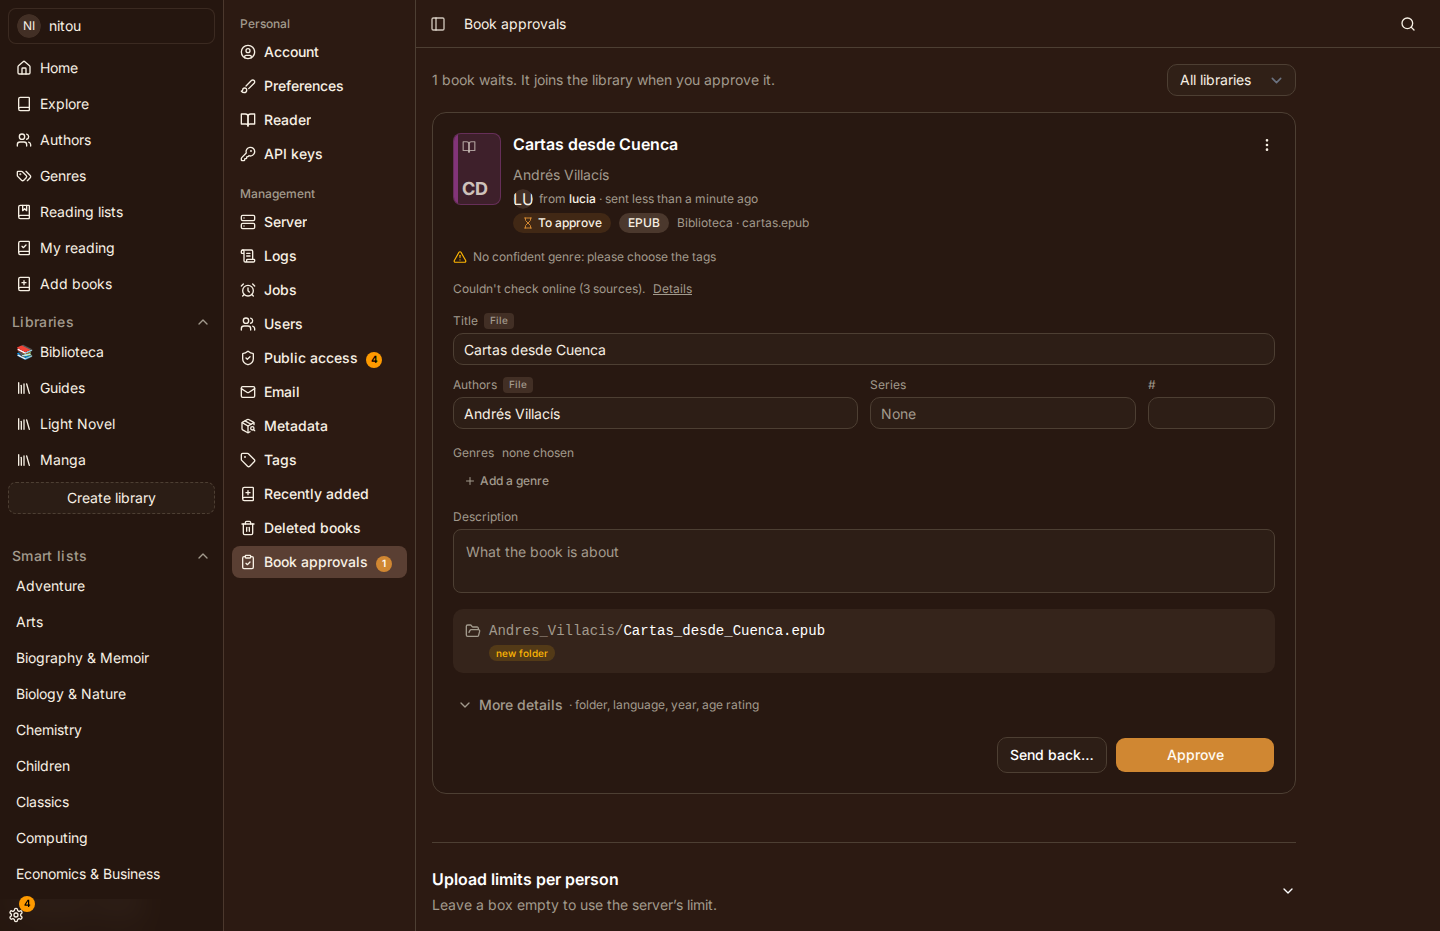 NI nitou
Home
Explore
Authors
Genres
Reading lists
My reading
Add books
Libraries
Biblioteca
Guides
Light Novel
Manga
Create library
Smart lists
Adventure
Arts
Biography & Memoir
Biology & Nature
Chemistry
Children
Classics
Computing
Economics & Business
4
Personal
Account
Preferences
Reader
API keys
Management
Server
Logs
Jobs
Users
Public access 4
Email
Metadata
Tags
Recently added
Deleted books
Book approvals 1
Book approvals
1 book waits. It joins the library when you approve it.
All libraries
CD
Cartas desde Cuenca
Andrés Villacís
LU from lucia · sent less than a minute ago
To approve EPUB Biblioteca · cartas.epub
No confident genre: please choose the tags
Couldn't check online (3 sources). Details
Title File
Cartas desde Cuenca
Authors File Series #
Andrés Villacís None
Genres none chosen
+ Add a genre
Description
What the book is about
Andres_Villacis/Cartas_desde_Cuenca.epub
new folder
More details · folder, language, year, age rating
Send back... Approve
Upload limits per person
Leave a box empty to use the server's limit.